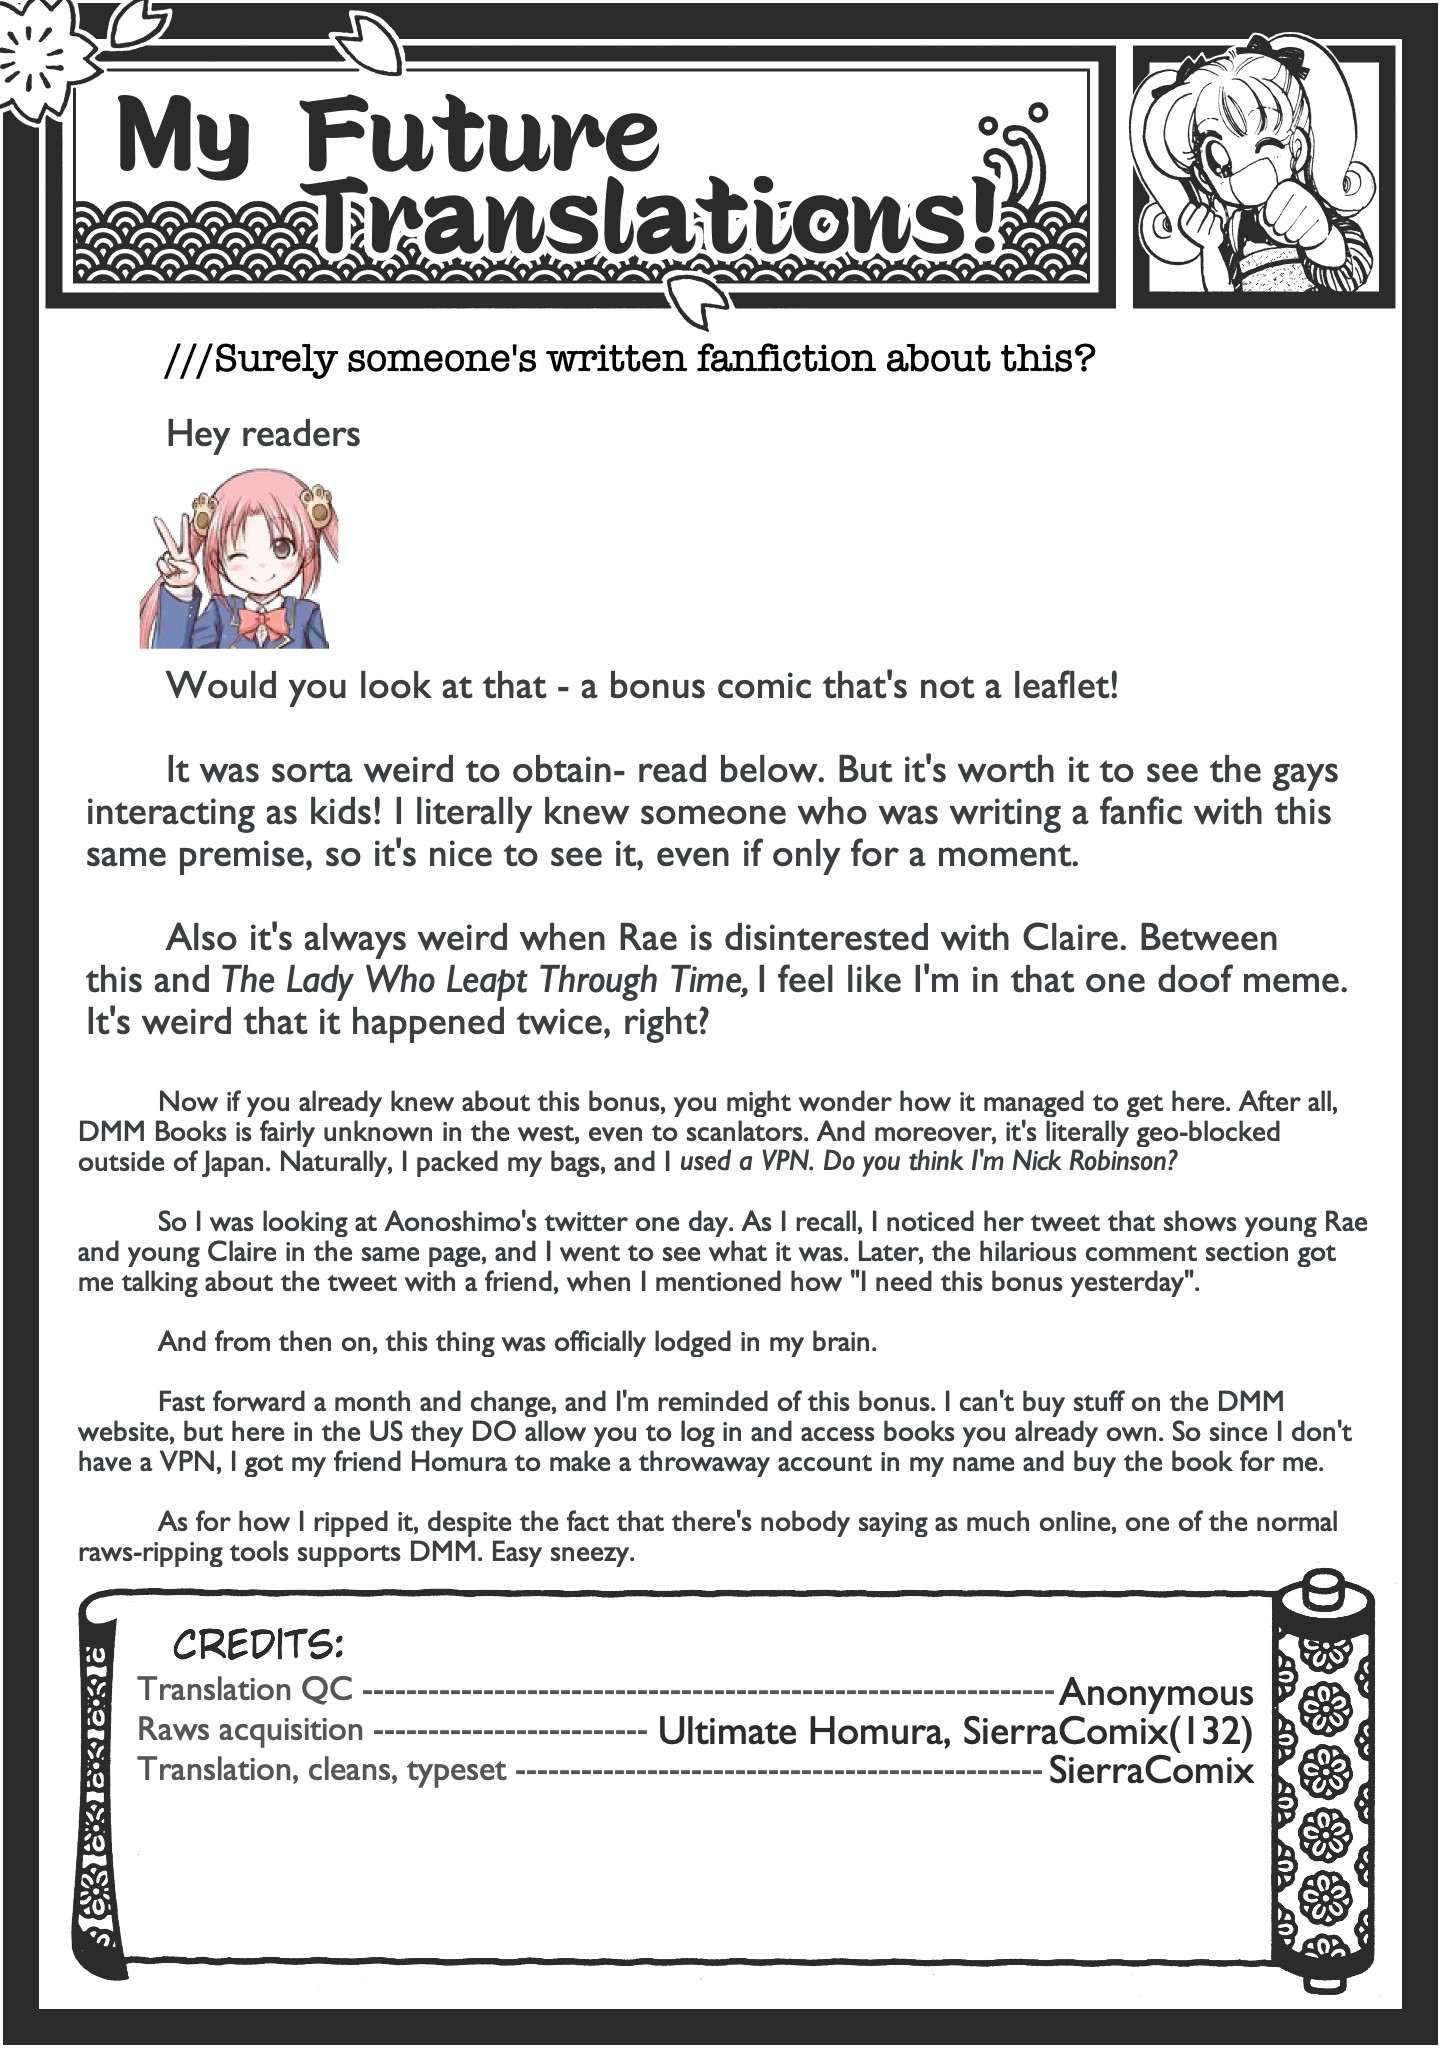 My Future
Translations!
///Surely someone's written fanfiction about this?
Hey readers
Would you look at that - a bonus comic that's not a leaflet!
It was sorta weird to obtain- read below. But it's worth it to see the gays
interacting as kids! I literally knew someone who was writing a fanfic with this
same premise, so it's nice to see it, even if only for a moment.
Also it's always weird when Rae is disinterested with Claire. Between
this and The Lady Who Leapt Through Time, I feel like I'm in that one doof meme.
It's weird that it happened twice, right?
Now if you already knew about this bonus, you might wonder how it managed to get here. After all,
DMM Books is fairly unknown in the west, even to scanlators. And moreover, it's literally geo-blocked
outside of Japan. Naturally, I packed my bags, and I used a VPN. Do you think I'm Nick Robinson?
So I was looking at Aonoshimo's twitter one day. As I recall, I noticed her tweet that shows young Rae
and young Claire in the same page, and I went to see what it was. Later, the hilarious comment section got
me talking about the tweet with a friend, when I mentioned how "I need this bonus yesterday".
And from then on, this thing was officially lodged in my brain.
Fast forward a month and change, and I'm reminded of this bonus. I can't buy stuff on the DMM
website, but here in the US they DO allow you to log in and access books you already own. So since I don't
have a VPN, I got my friend Homura to make a throwaway account in my name and buy the book for me.
As for how I ripped it, despite the fact that there's nobody saying as much online, one of the normal
raws-ripping tools supports DMM. Easy sneezy.
CREDITS:
Translation QC ---------------------------------------------------------------- Anonymous
Raws acquisition ------------------------- Ultimate Homura, SierraComix(132)
Translation, cleans, typeset ------------------------------------------------ SierraComix